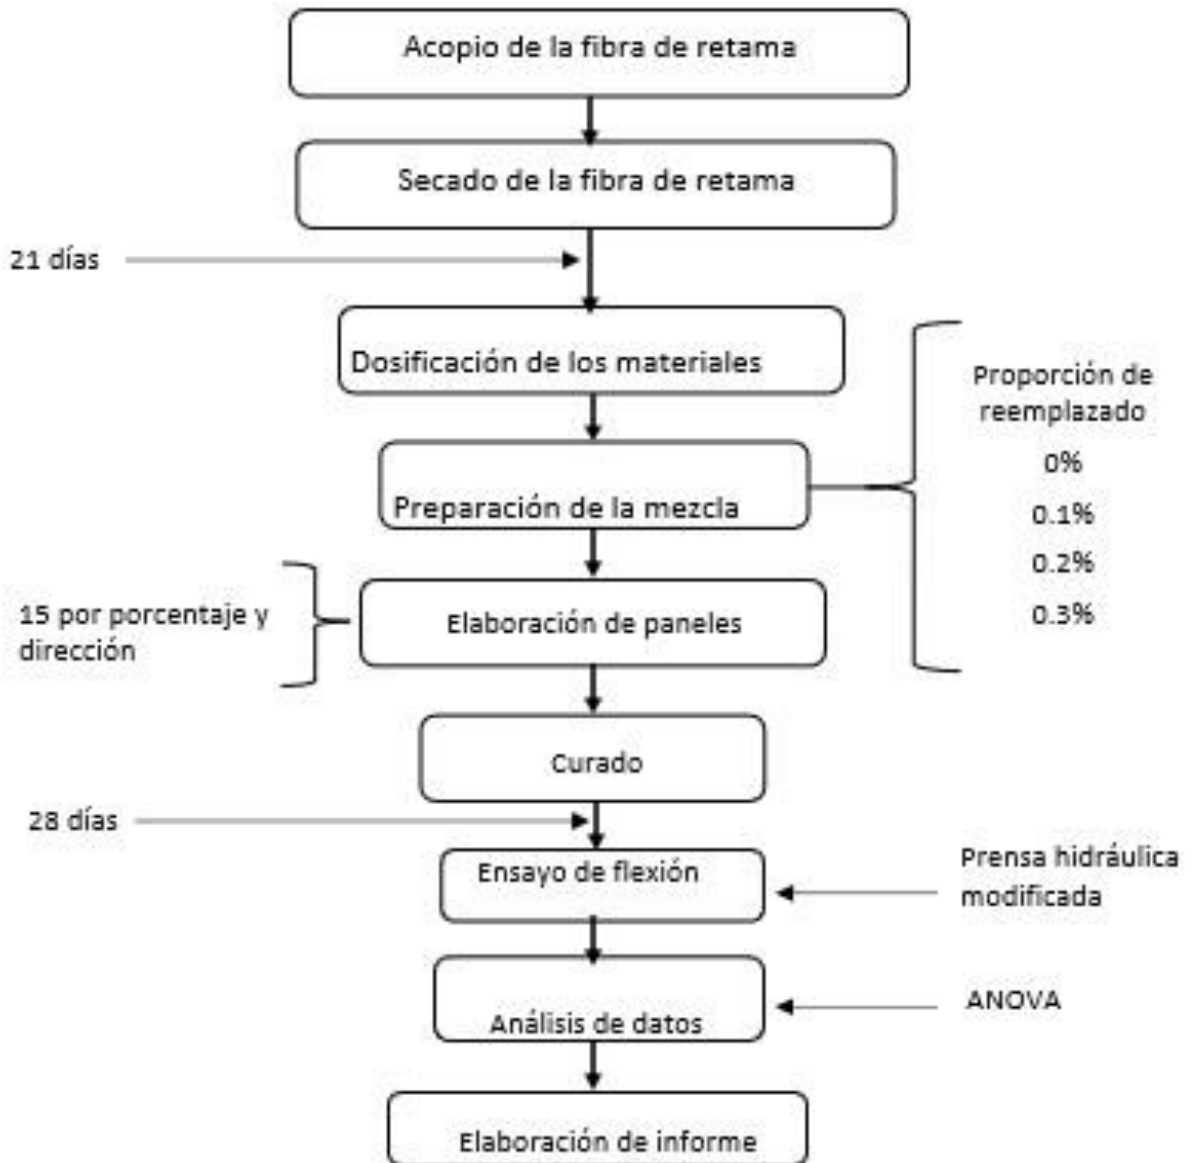 Acopio de la fibra de retama
Secado de la fibra de retama
21 días
Dosificación de los materiales
Proporción de
reemplazado
0%
0.1%
0.2%
0.3%
Preparación de la mezcla
15 por porcentaje y
dirección
Elaboración de paneles
Curado
28 días
Ensayo de flexión
Prensa hidráulica
modificada
Análisis de datos
ANOVA
Elaboración de informe